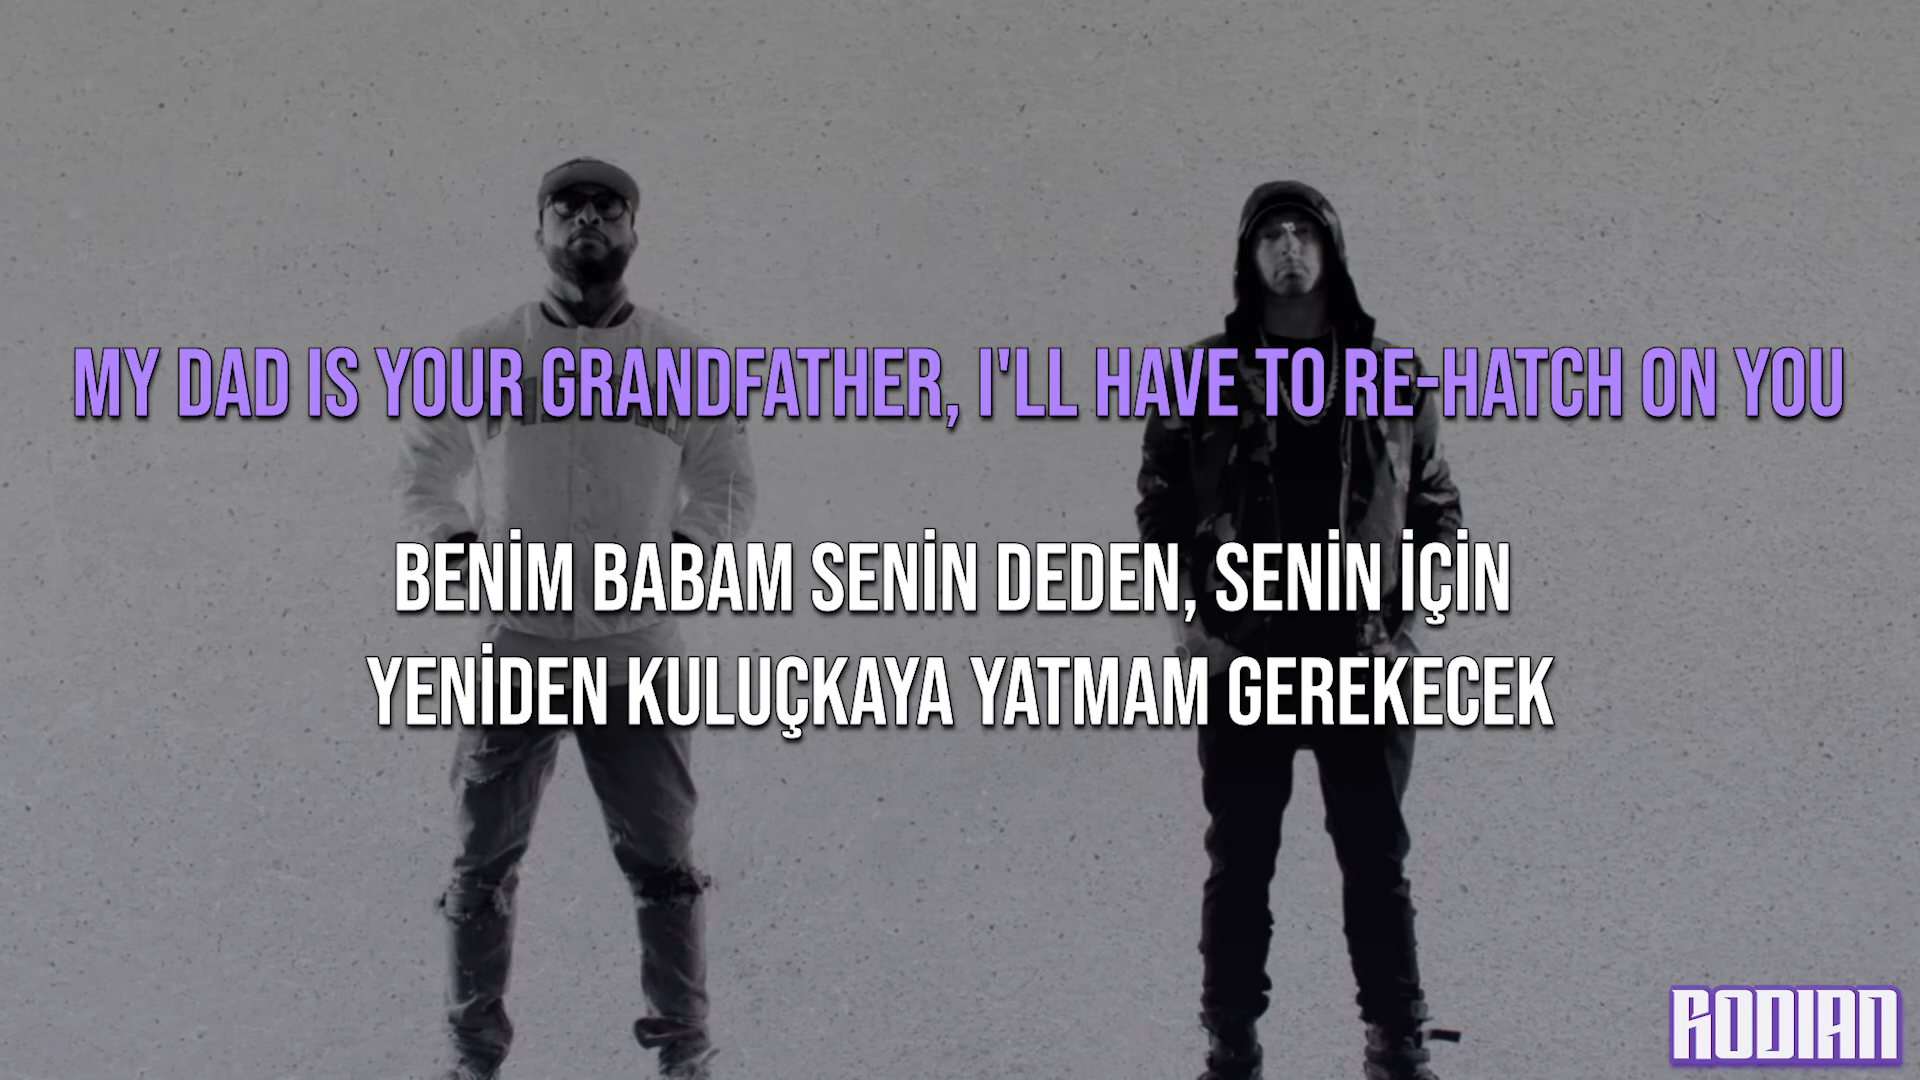 MY DAD IS YOUR GRANDFATHER, I'LL HAVE TO RE-HATCH ON YOU
BENİM BABAM SENİN DEDEN, SENİN İÇİN
YENİDEN KULUÇKAYA YATMAM GEREKECEK
RODIAN